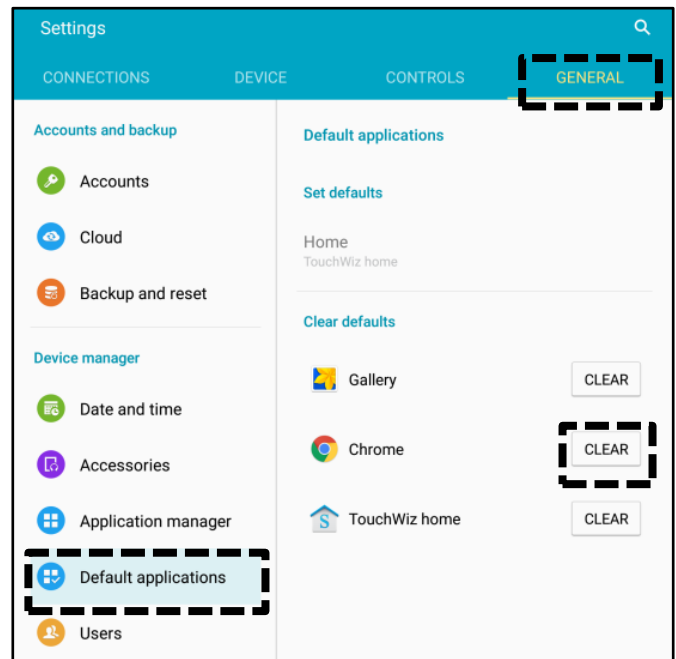 Settings
CONNECTIONS DEVICE CONTROLS GENERAL
Accounts and backup
Accounts
Cloud
Backup and reset
Device manager
Date and time
Accessories
Application manager
Default applications
Users
Default applications
Set defaults
Home
TouchWiz home
Clear defaults
Gallery CLEAR
Chrome CLEAR
TouchWiz home CLEAR